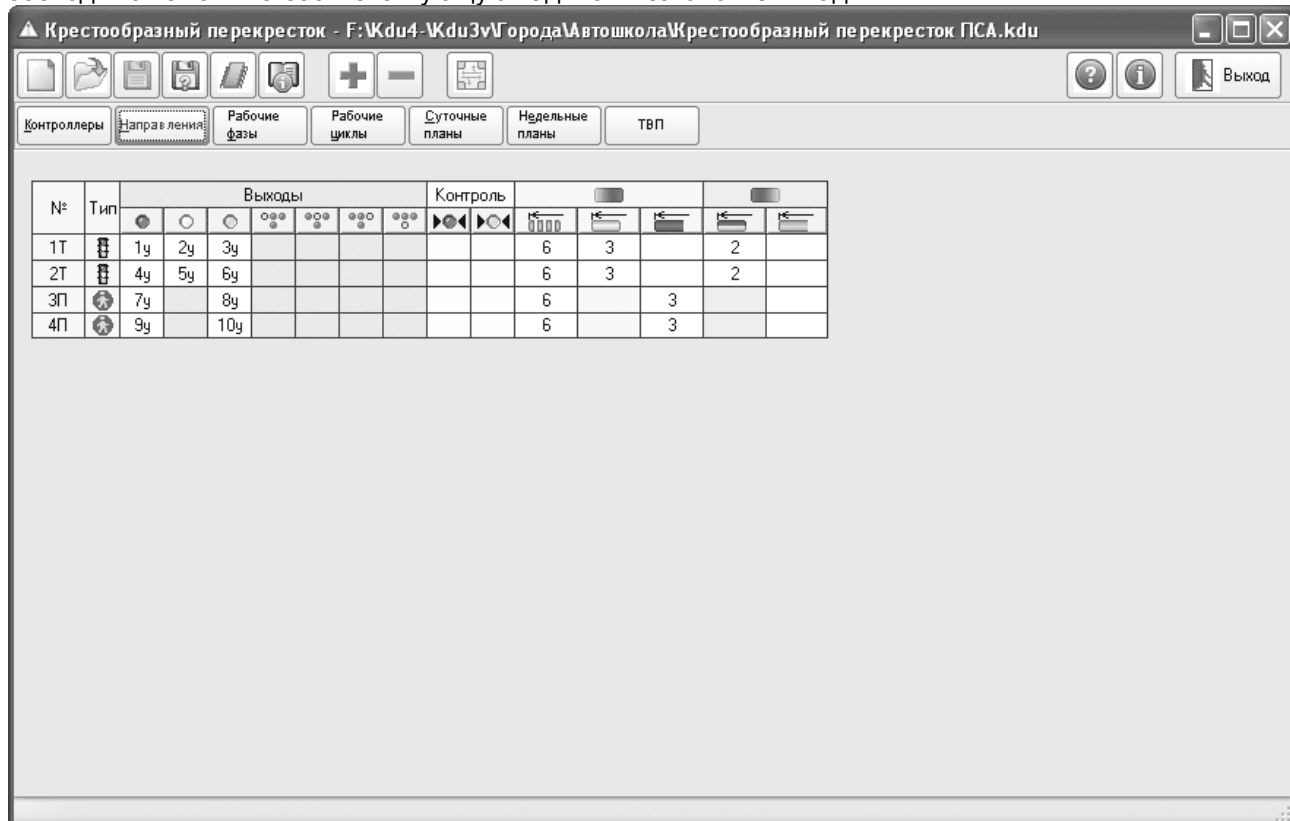 Крестообразный перекресток - F:\Kdu4-\Kdu3v\Города\Автошкола\Крестообразный перекресток ПСА.kdu
Выход
Контроллеры Направления Рабочие фазы Рабочие циклы Суточные планы Недельные планы ТВП
№ Тип Выходы Контроль
1Т 1у 2у 3у 6 3 2
2Т 4у 5у 6у 6 3 2
3П 7у 8у 6 3
4П 9у 10у 6 3